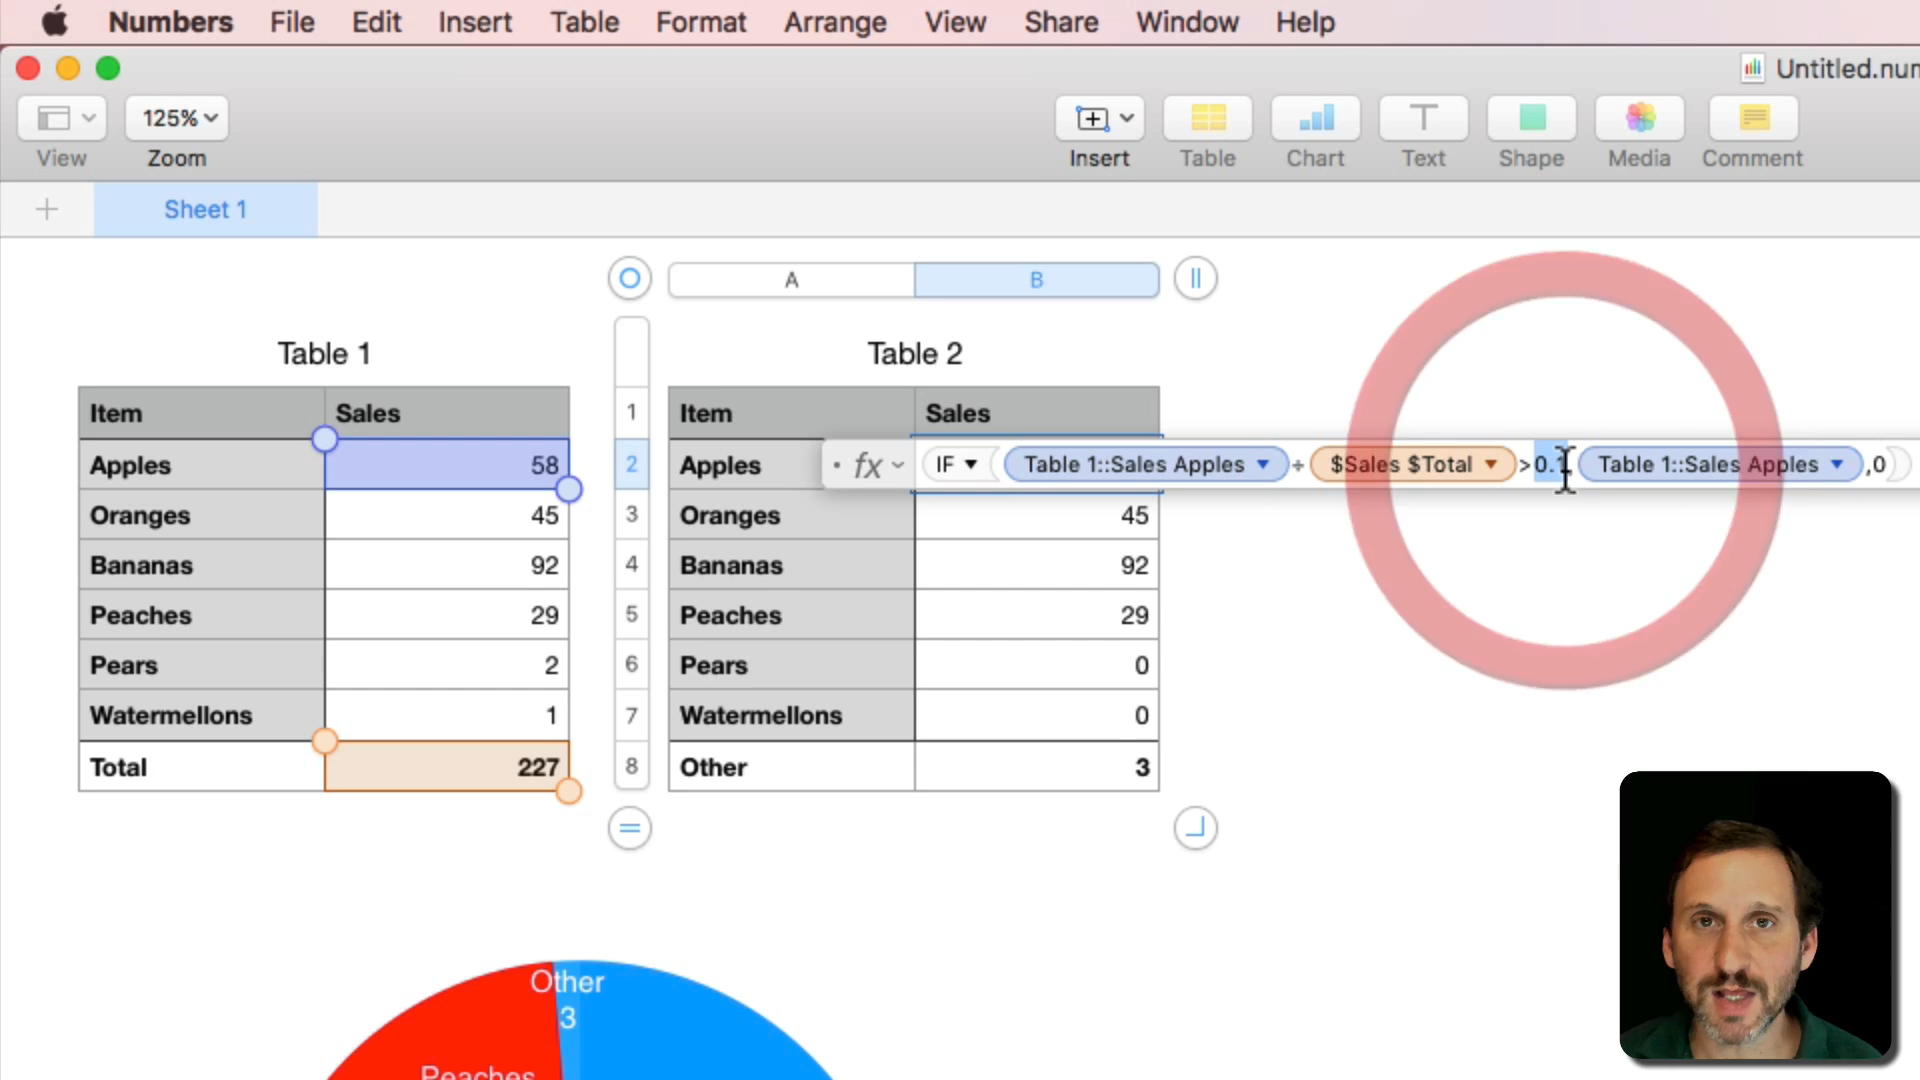 Numbers File Edit Insert Table Format Arrange View Share Window Help
Untitled.num
125%
View Zoom Insert Table Chart Text Shape Media Comment
+ Sheet 1
A B
Table 1
Item Sales
Apples 58
Oranges 45
Bananas 92
Peaches 29
Pears 2
Watermellons 1
Total 227
Table 2
1 Item Sales
2 Apples
fx IF Table 1::Sales Apples ÷ $Sales $Total >0.1, Table 1::Sales Apples ,0
3 Oranges 45
4 Bananas 92
5 Peaches 29
6 Pears 0
7 Watermellons 0
8 Other 3
Other
3
Peaches